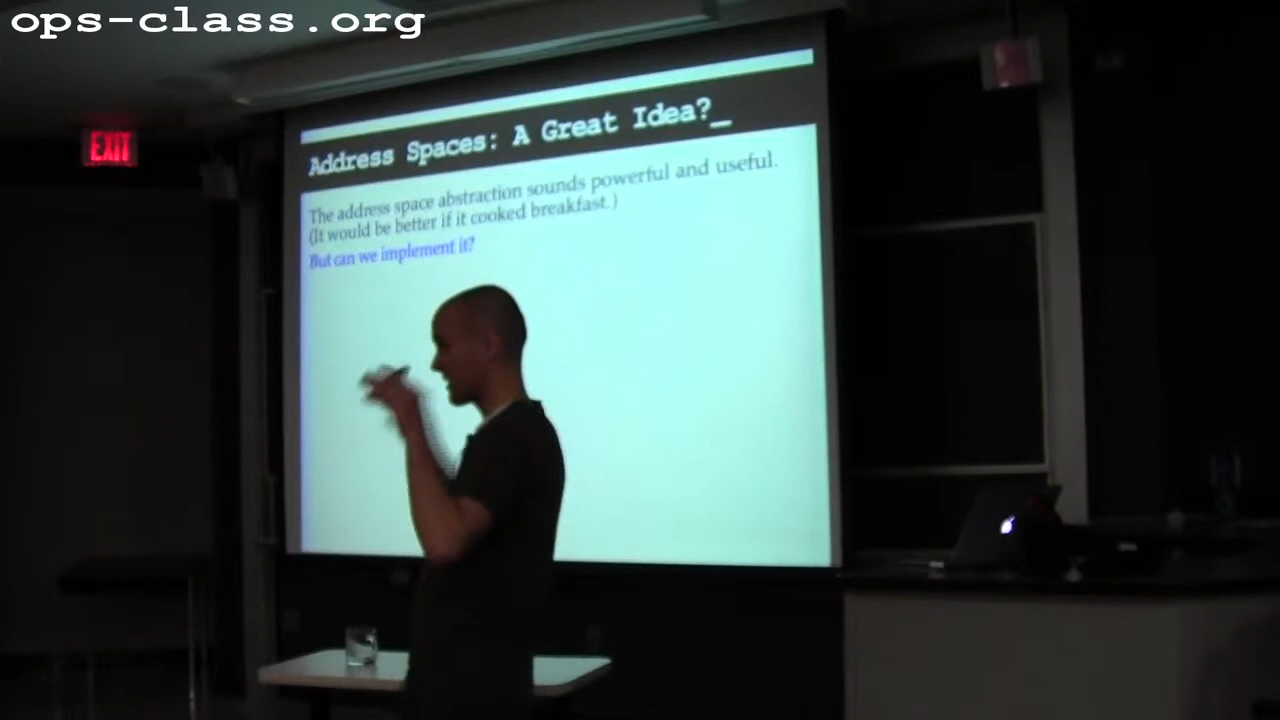 ops-class.org
EXIT
Address Spaces: A Great Idea?_
The address space abstraction sounds powerful and useful.
(It would be better if it cooked breakfast.)
But can we implement it?